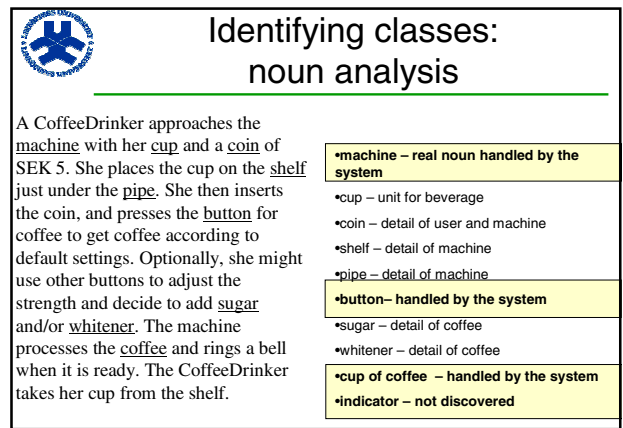 Identifying classes:
noun analysis
A CoffeeDrinker approaches the
machine with her cup and a coin of
SEK 5. She places the cup on the shelf
just under the pipe. She then inserts
the coin, and presses the button for
coffee to get coffee according to
default settings. Optionally, she might
use other buttons to adjust the
strength and decide to add sugar
and/or whitener. The machine
processes the coffee and rings a bell
when it is ready. The CoffeeDrinker
takes her cup from the shelf.
•machine – real noun handled by the
system
•cup – unit for beverage
•coin – detail of user and machine
•shelf – detail of machine
•pipe – detail of machine
•button– handled by the system
•sugar – detail of coffee
•whitener – detail of coffee
•cup of coffee – handled by the system
•indicator – not discovered